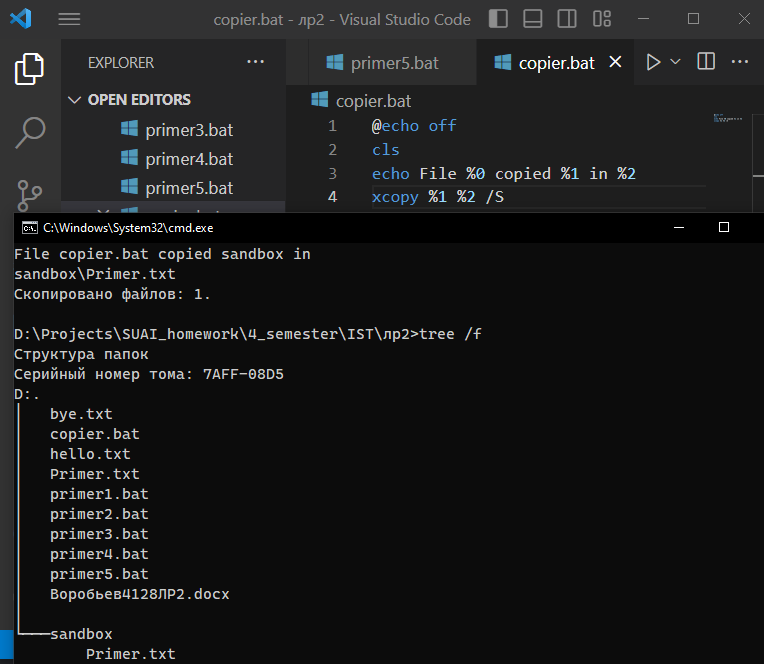 copier.bat - лр2 - Visual Studio Code
EXPLORER
primer5.bat
copier.bat
OPEN EDITORS
copier.bat
primer3.bat
primer4.bat
primer5.bat
1 @echo off
2 cls
3 echo File %0 copied %1 in %2
4 xcopy %1 %2 /S
C:\Windows\System32\cmd.exe
File copier.bat copied sandbox in
sandbox\Primer.txt
Скопировано файлов: 1.
D:\Projects\SUAI_homework\4_semester\IST\лр2>tree /f
Структура папок
Серийный номер тома: 7AFF-08D5
D:.
bye.txt
copier.bat
hello.txt
Primer.txt
primer1.bat
primer2.bat
primer3.bat
primer4.bat
primer5.bat
Воробьев4128ЛР2.docx
sandbox
Primer.txt